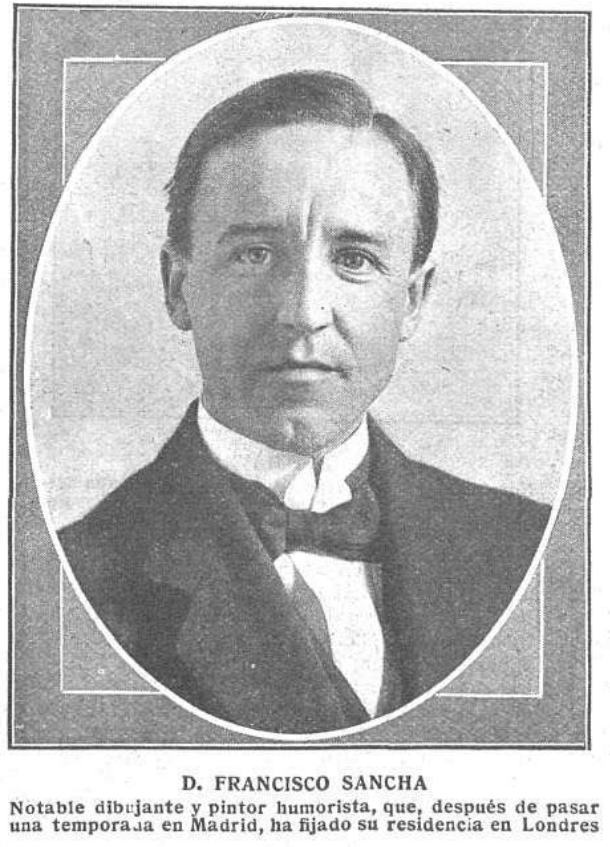 D. FRANCISCO SANCHA
Notable dibujante y pintor humorista, que, después de pasar
una temporada en Madrid, ha fijado su residencia en Londres